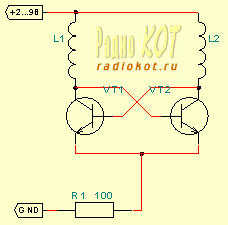 +2...9В
L1
Радио КОТ
L2
radiokot.ru
VT1
VT2
GND
R1 100